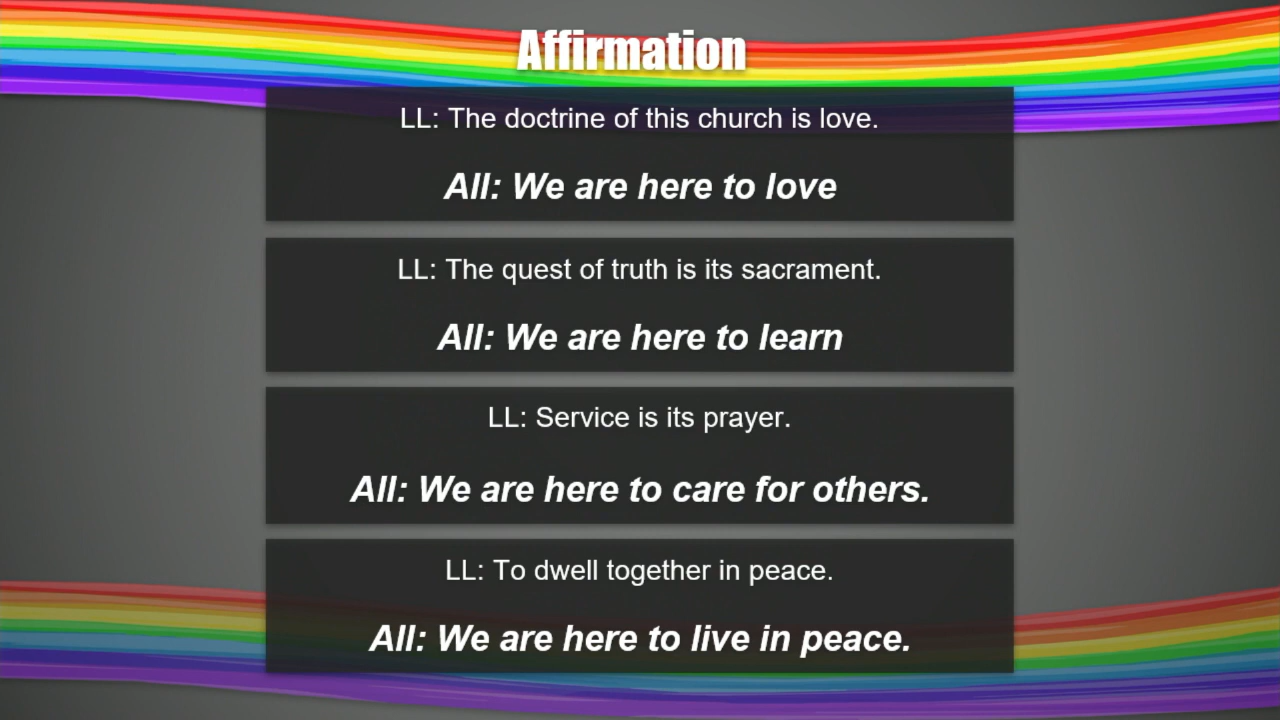 Affirmation
LL: The doctrine of this church is love.
All: We are here to love
LL: The quest of truth is its sacrament.
All: We are here to learn
LL: Service is its prayer.
All: We are here to care for others.
LL: To dwell together in peace.
All: We are here to live in peace.